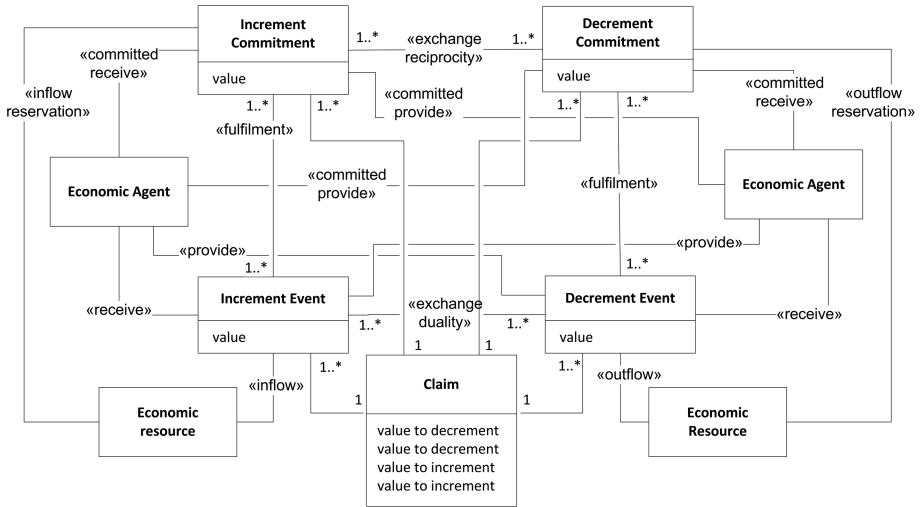 Increment
Commitment
value
Decrement
Commitment
value
1..*
«exchange
reciprocity»
1..*
«committed
receive»
«inflow
reservation»
«committed
provide»
«committed
receive»
«outflow
reservation»
1..*
1..*
1..*
1..*
«fulfilment»
Economic Agent
«committed
provide»
«fulfilment»
Economic Agent
«provide»
«provide»
1..*
1..*
Increment Event
value
«exchange
duality»
Decrement Event
value
«receive»
1..*
1..*
«receive»
1
1
1..*
1..*
«inflow»
«outflow»
Claim
value to decrement
value to decrement
value to increment
value to increment
1
1
Economic
resource
Economic
Resource